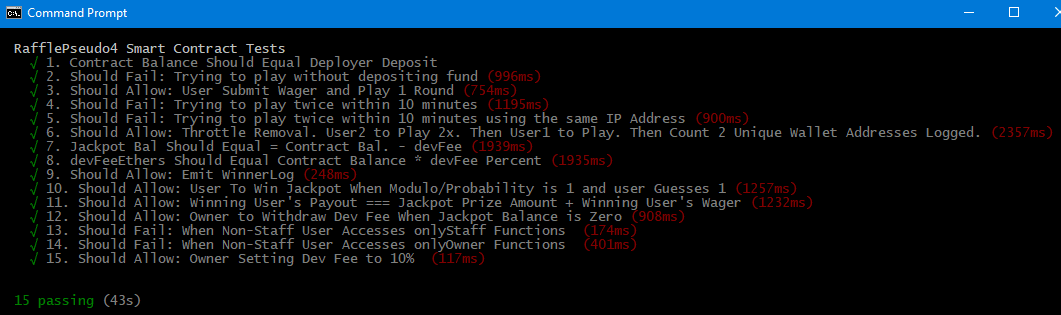 Command Prompt
RafflePseudo4 Smart Contract Tests
√ 1. Contract Balance Should Equal Deployer Deposit
√ 2. Should Fail: Trying to play without depositing fund (996ms)
√ 3. Should Allow: User Submit Wager and Play 1 Round (754ms)
√ 4. Should Fail: Trying to play twice within 10 minutes (1195ms)
√ 5. Should Fail: Trying to play twice within 10 minutes using the same IP Address (900ms)
√ 6. Should Allow: Throttle Removal. User2 to Play 2x. Then User1 to Play. Then Count 2 Unique Wallet Addresses Logged. (2357ms)
√ 7. Jackpot Bal Should Equal = Contract Bal. - devFee (1939ms)
√ 8. devFeeEthers Should Equal Contract Balance * devFee Percent (1935ms)
√ 9. Should Allow: Emit WinnerLog (248ms)
√ 10. Should Allow: User To Win Jackpot When Modulo/Probability is 1 and user Guesses 1 (1257ms)
√ 11. Should Allow: Winning User's Payout === Jackpot Prize Amount + Winning User's Wager (1232ms)
√ 12. Should Allow: Owner to Withdraw Dev Fee When Jackpot Balance is Zero (908ms)
√ 13. Should Fail: When Non-Staff User Accesses onlyStaff Functions (174ms)
√ 14. Should Fail: When Non-Staff User Accesses onlyOwner Functions (401ms)
√ 15. Should Allow: Owner Setting Dev Fee to 10% (117ms)
15 passing (43s)